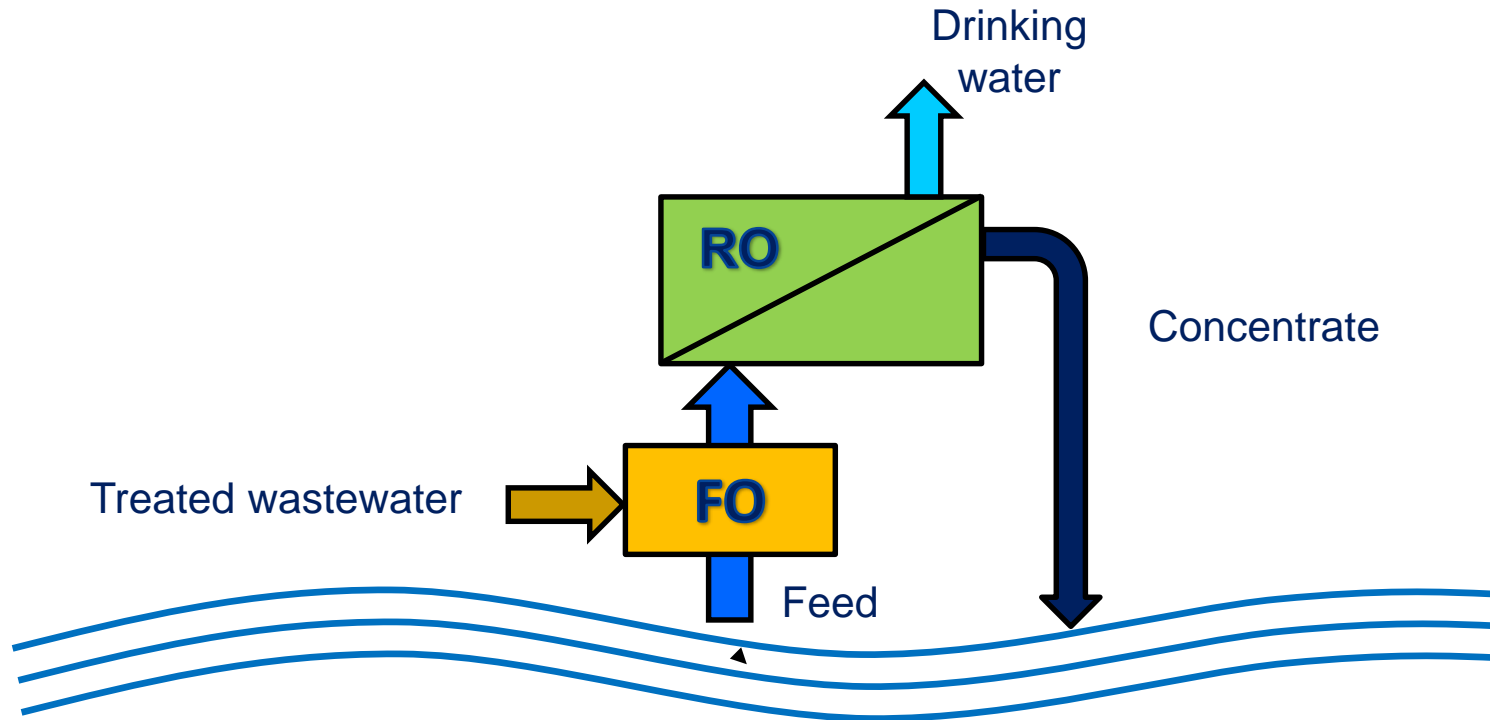 Drinking
water
RO
Concentrate
Treated wastewater
FO
Feed